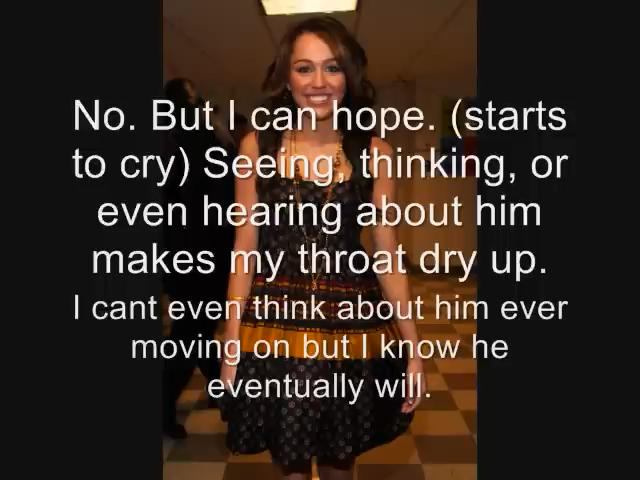 No. But I can hope. (starts
to cry) Seeing, thinking, or
even hearing about him
makes my throat dry up.
I cant even think about him ever
moving on but I know he
eventually will.